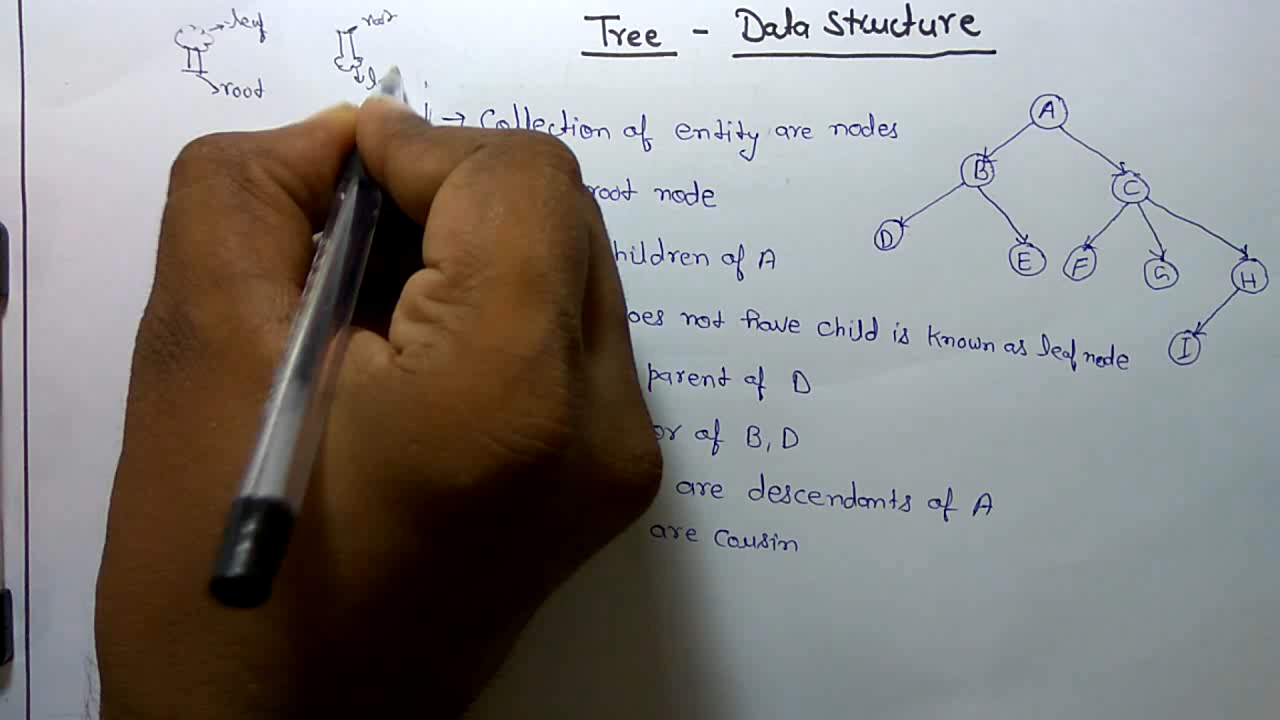 Tree - Data Structure
leaf
root
root
→ Collection of entity are nodes
root node
hildren of A
oes not have child is known as leaf node
parent of D
or of B, D
are descendants of A
are cousin
A
B
C
D
E
F
G
H
I